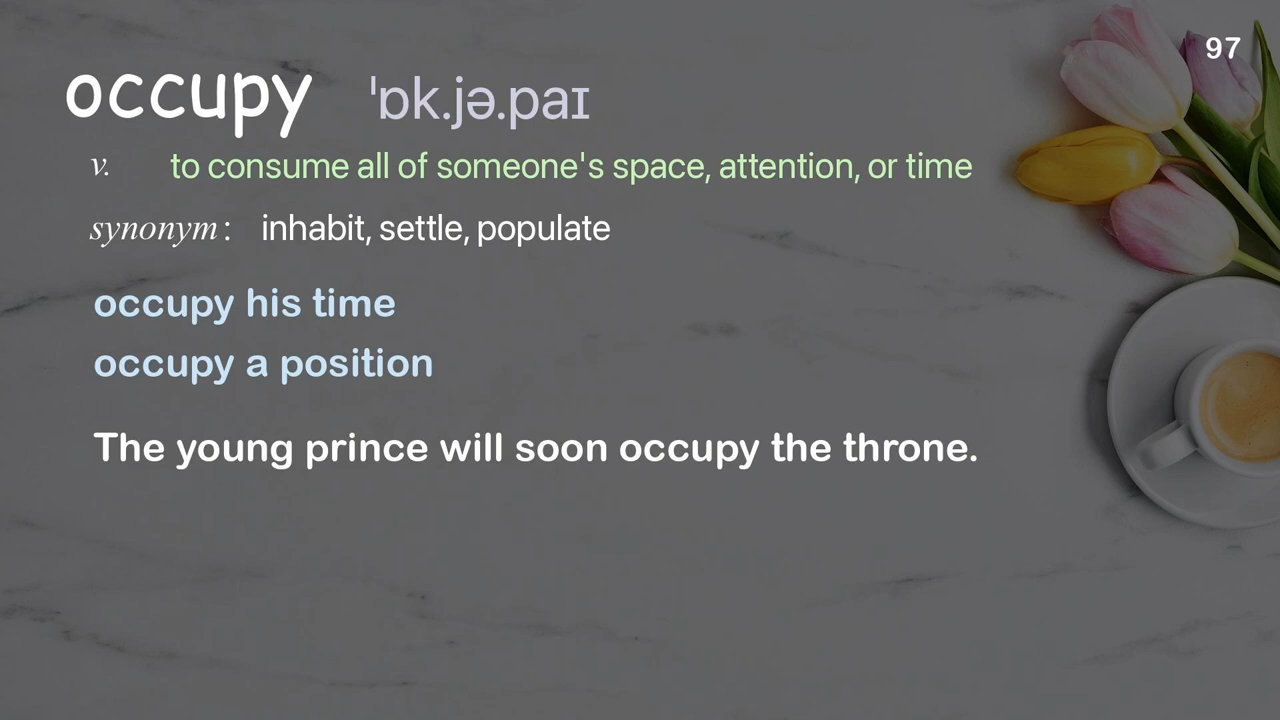 97
occupy ˈɒk.jə.paɪ
v. to consume all of someone's space, attention, or time
synonym : inhabit, settle, populate
occupy his time
occupy a position
The young prince will soon occupy the throne.